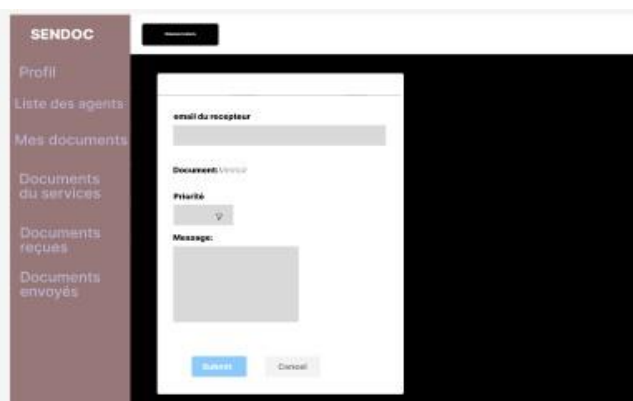 SENDOC
Profil
Liste des agents
Mes documents
Documents
du services
Documents
reçues
Documents
envoyés
email du recepteur
Document:
Priorité
Message:
Submit
Cancel